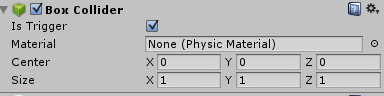 Box Collider
Is Trigger
Material None (Physic Material)
Center X 0 Y 0 Z 0
Size X 1 Y 1 Z 1